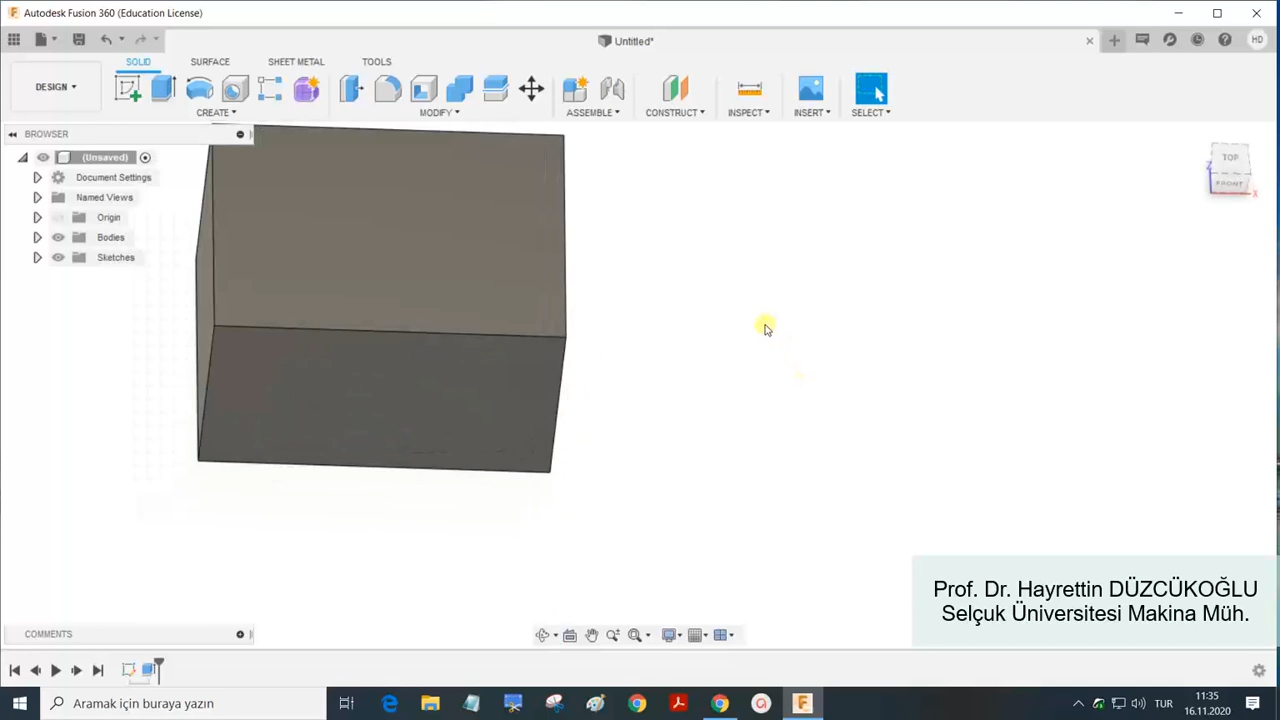 Autodesk Fusion 360 (Education License)
Untitled*
HD
DESIGN
SOLID
SURFACE
SHEET METAL
TOOLS
CREATE
MODIFY
ASSEMBLE
CONSTRUCT
INSPECT
INSERT
SELECT
BROWSER
(Unsaved)
Document Settings
Named Views
Origin
Bodies
Sketches
TOP
FRONT
Z
X
Prof. Dr. Hayrettin DÜZCÜKOĞLU
Selçuk Üniversitesi Makina Müh.
COMMENTS
Aramak için buraya yazın
TUR
11:35
16.11.2020